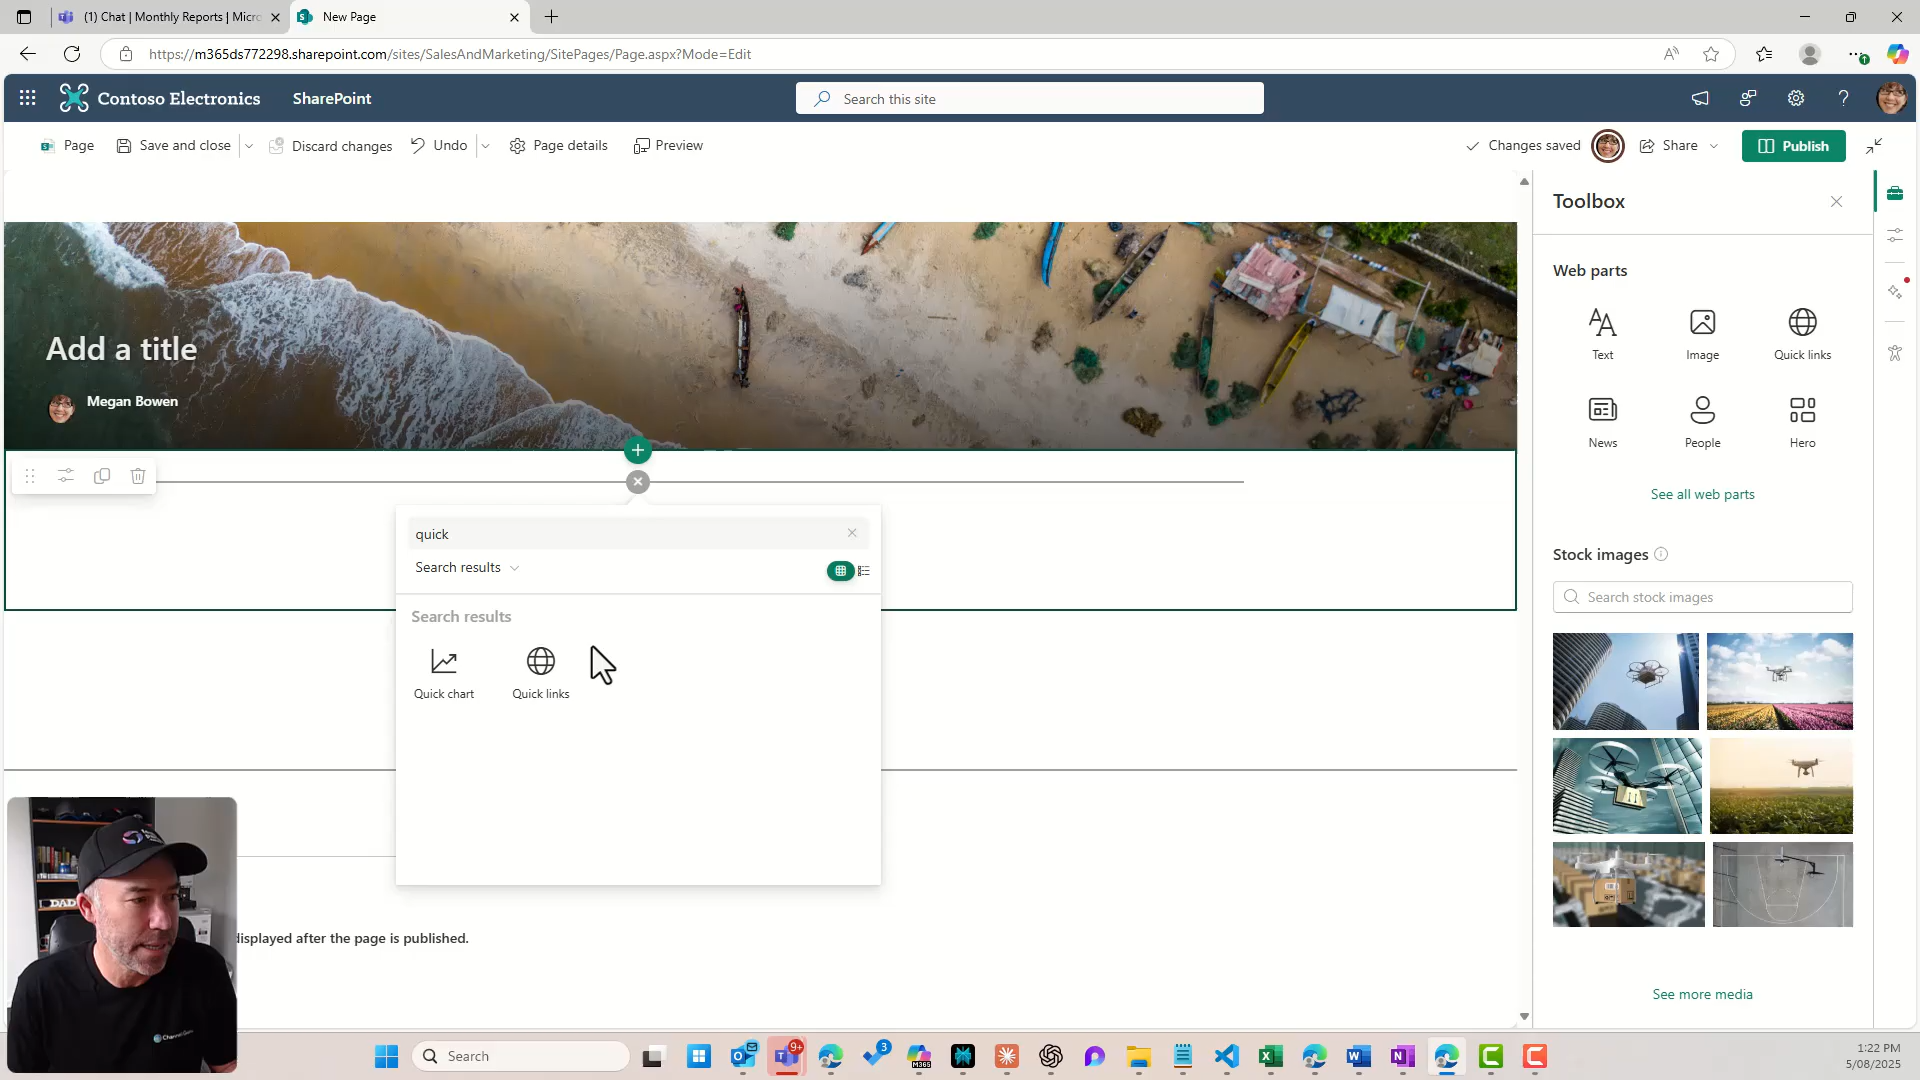 (1) Chat | Monthly Reports | Micro
New Page
https://m365ds772298.sharepoint.com/sites/SalesAndMarketing/SitePages/Page.aspx?Mode=Edit
Contoso Electronics
SharePoint
Search this site
Page
Save and close
Discard changes
Undo
Page details
Preview
Changes saved
Share
Publish
Add a title
Megan Bowen
quick
Search results
Search results
Quick chart
Quick links
displayed after the page is published.
Toolbox
Web parts
Text
Image
Quick links
News
People
Hero
See all web parts
Stock images
Search stock images
See more media
DAD
Search
9+
3
M365
1:22 PM
5/08/2025